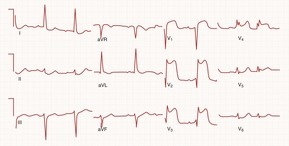 I aVR V₁ V₄
II aVL V₂ V₅
III aVF V₃ V₆